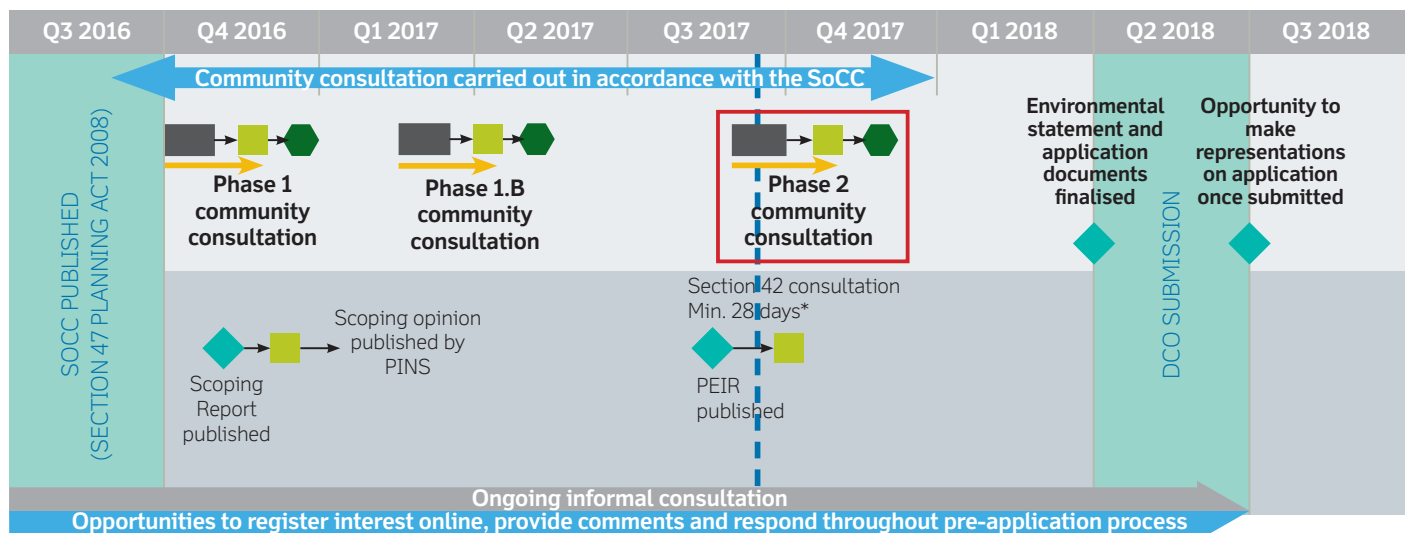 Q3 2016
Q4 2016
Q1 2017
Q2 2017
Q3 2017
Q4 2017
Q1 2018
Q2 2018
Q3 2018
Community consultation carried out in accordance with the SoCC
SOCC PUBLISHED
(SECTION 47 PLANNING ACT 2008)
Phase 1
community
consultation
Phase 1.B
community
consultation
Phase 2
community
consultation
Environmental
statement and
application
documents
finalised
Opportunity to
make
representations
on application
once submitted
DCO SUBMISSION
Scoping
Report
published
Scoping opinion
published by
PINS
Section 42 consultation
Min. 28 days*
PEIR
published
Ongoing informal consultation
Opportunities to register interest online, provide comments and respond throughout pre-application process